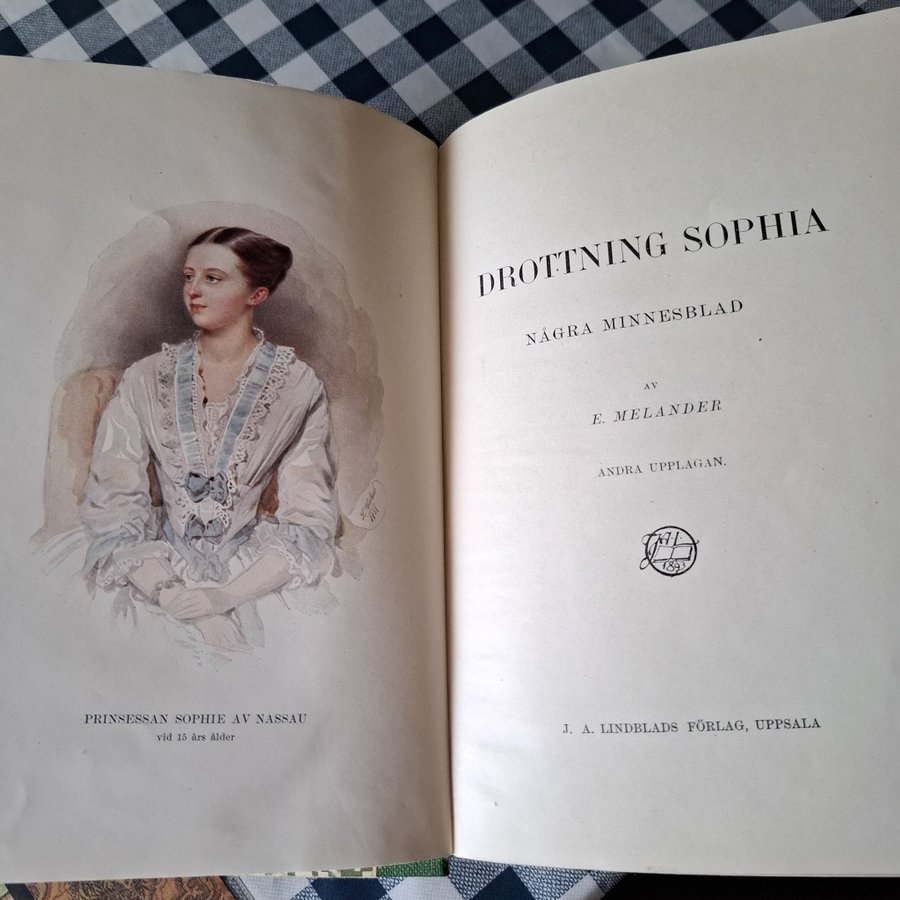 PRINSESSAN SOPHIE AV NASSAU
vid 15 års ålder
DROTTNING SOPHIA
NÅGRA MINNESBLAD
AV
E. MELANDER
ANDRA UPPLAGAN.
J. A. LINDBLADS FÖRLAG, UPPSALA